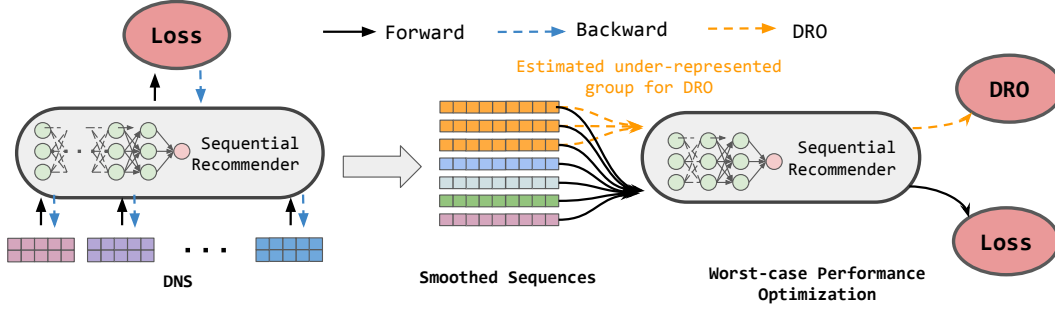 Loss
Forward
Backward
DRO
Estimated under-represented
group for DRO
Sequential
Recommender
DNS
Smoothed Sequences
Sequential
Recommender
Worst-case Performance
Optimization
DRO
Loss